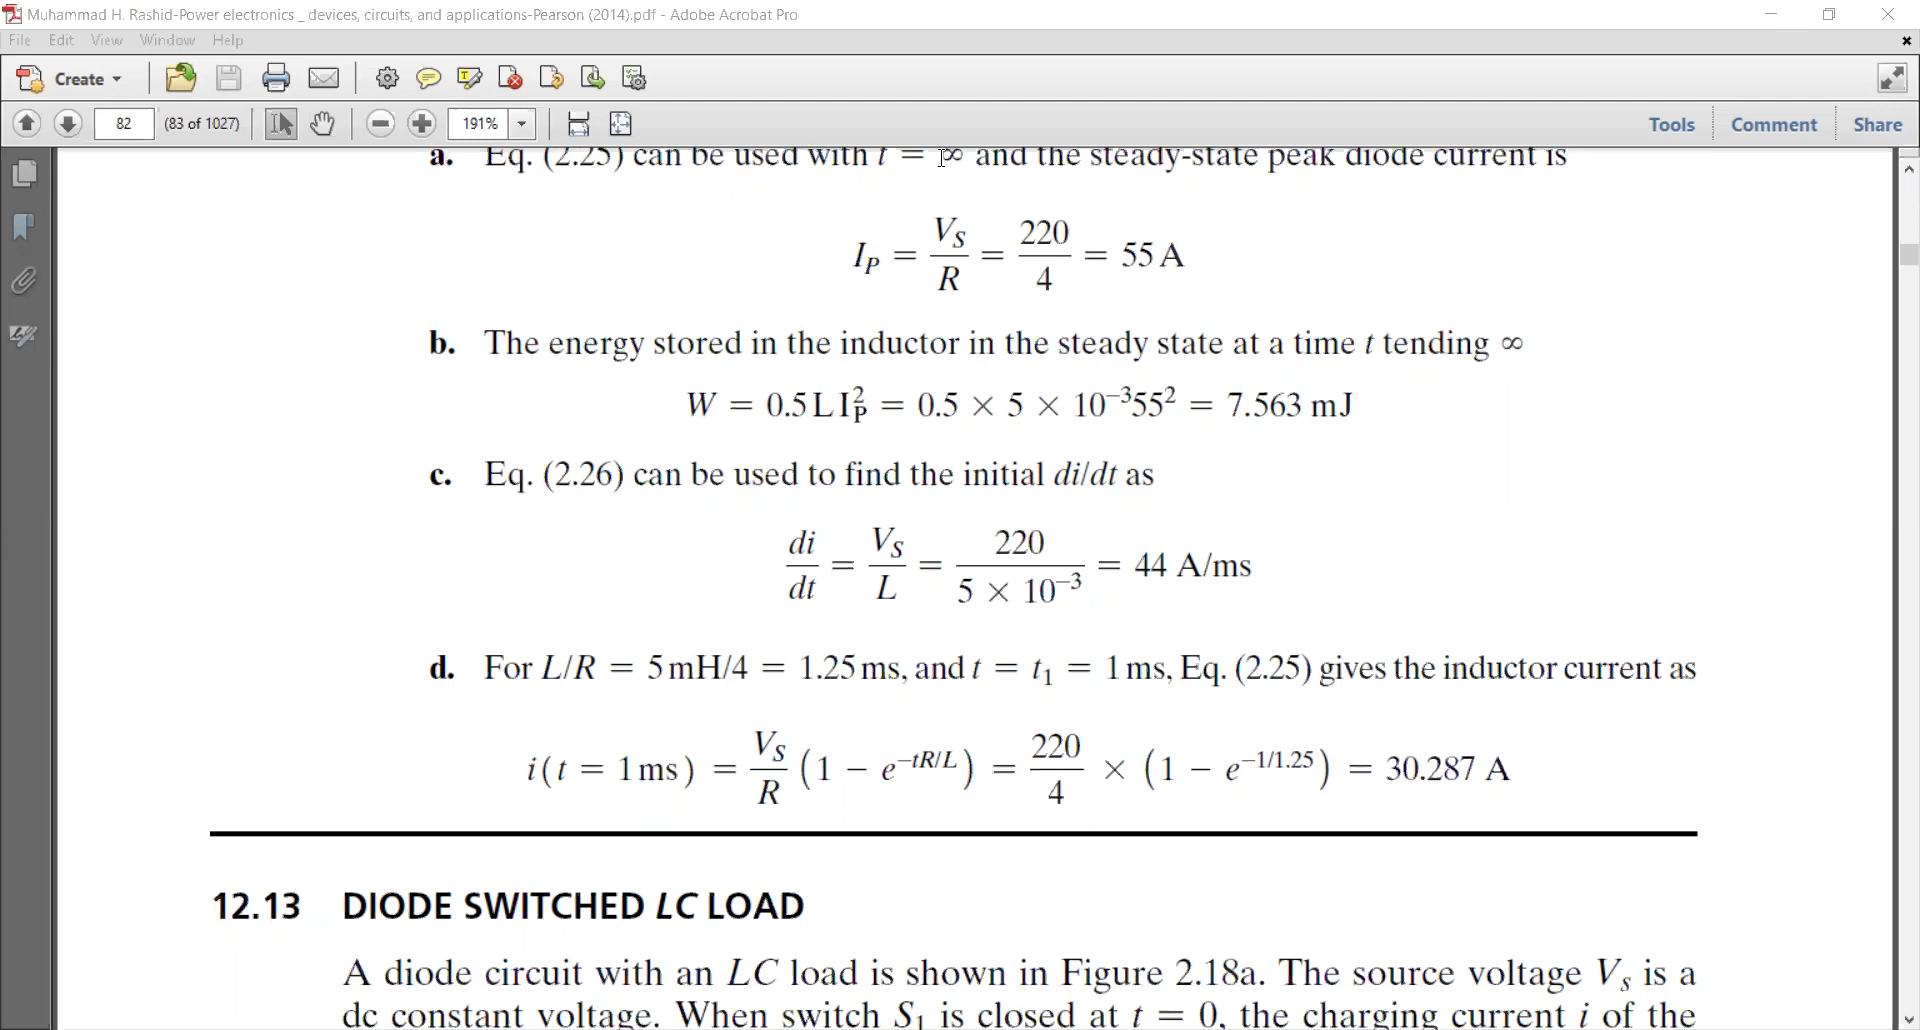 Muhammad H. Rashid-Power electronics _ devices, circuits, and applications-Pearson (2014).pdf - Adobe Acrobat Pro
File Edit View Window Help
Create
82 (83 of 1027) 191% Tools Comment Share
a. Eq. (2.25) can be used with t = ∞ and the steady-state peak diode current is
I_P = V_S/R = 220/4 = 55 A
b. The energy stored in the inductor in the steady state at a time t tending ∞
W = 0.5 L I_P^2 = 0.5 × 5 × 10^−3 55^2 = 7.563 mJ
c. Eq. (2.26) can be used to find the initial di/dt as
di/dt = V_S/L = 220/(5 × 10^−3) = 44 A/ms
d. For L/R = 5 mH/4 = 1.25 ms, and t = t_1 = 1 ms, Eq. (2.25) gives the inductor current as
i(t = 1 ms) = V_S/R (1 − e^−tR/L) = 220/4 × (1 − e^−1/1.25) = 30.287 A
12.13 DIODE SWITCHED LC LOAD
A diode circuit with an LC load is shown in Figure 2.18a. The source voltage V_s is a
dc constant voltage. When switch S_1 is closed at t = 0, the charging current i of the